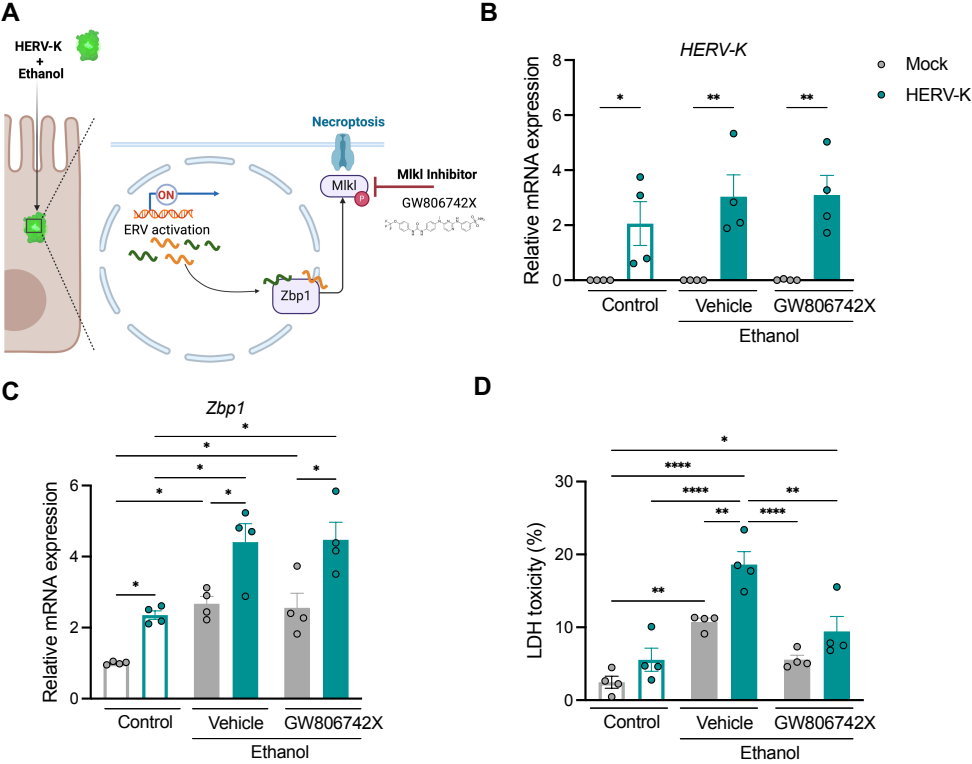 A
HERV-K
+
Ethanol
Necroptosis
Mlkl
P
Mlkl Inhibitor
GW806742X
ON
ERV activation
Zbp1
B
HERV-K
Relative mRNA expression
8
6
4
2
0
*
**
**
Mock
HERV-K
Control
Vehicle
GW806742X
Ethanol
C
Zbp1
Relative mRNA expression
6
4
2
0
*
*
*
*
*
*
*
Control
Vehicle
GW806742X
Ethanol
D
LDH toxicity (%)
30
20
10
0
*
****
****
**
**
****
**
Control
Vehicle
GW806742X
Ethanol